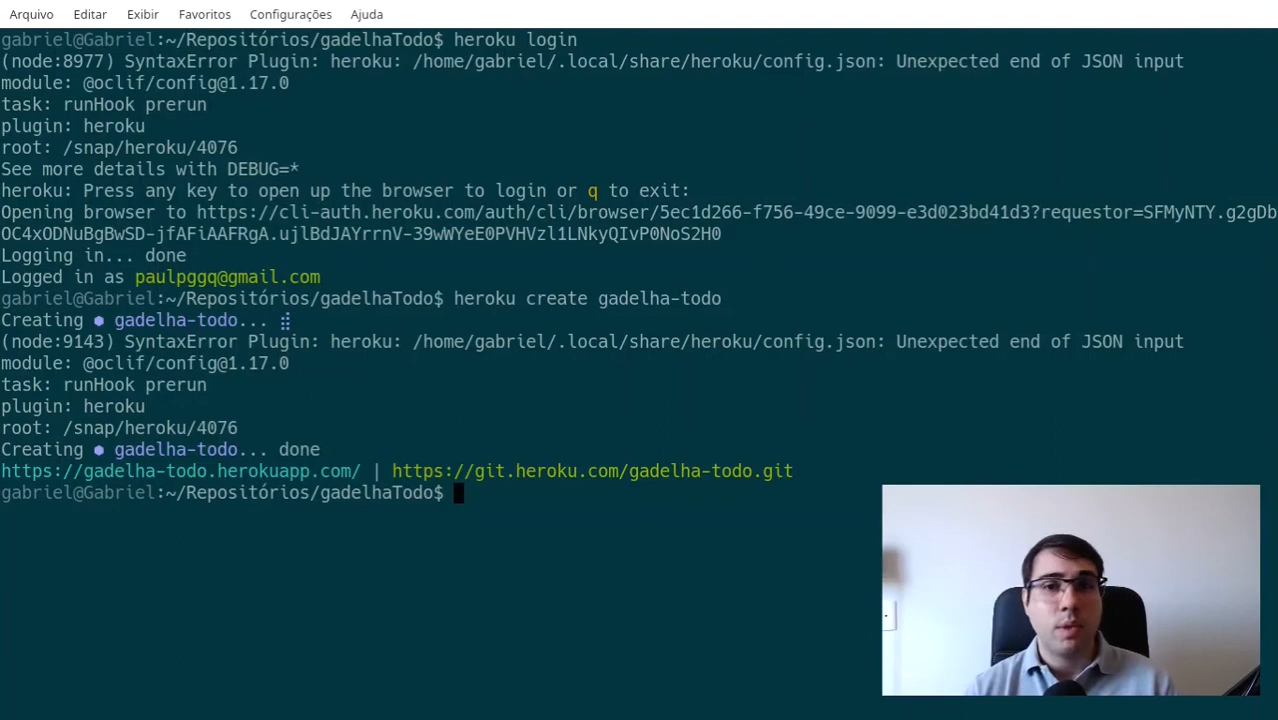 Arquivo Editar Exibir Favoritos Configurações Ajuda
gabriel@Gabriel:~/Repositórios/gadelhaTodo$ heroku login
(node:8977) SyntaxError Plugin: heroku: /home/gabriel/.local/share/heroku/config.json: Unexpected end of JSON input
module: @oclif/config@1.17.0
task: runHook prerun
plugin: heroku
root: /snap/heroku/4076
See more details with DEBUG=*
heroku: Press any key to open up the browser to login or q to exit:
Opening browser to https://cli-auth.heroku.com/auth/cli/browser/5ec1d266-f756-49ce-9099-e3d023bd41d3?requestor=SFMyNTY.g2gDb
OC4xODNuBgBwSD-jfAFiAAFRgA.ujlBdJAYrrnV-39wWYeE0PVHVzl1LNkyQIvP0NoS2H0
Logging in... done
Logged in as paulpggq@gmail.com
gabriel@Gabriel:~/Repositórios/gadelhaTodo$ heroku create gadelha-todo
Creating ⬢ gadelha-todo... ⣾
(node:9143) SyntaxError Plugin: heroku: /home/gabriel/.local/share/heroku/config.json: Unexpected end of JSON input
module: @oclif/config@1.17.0
task: runHook prerun
plugin: heroku
root: /snap/heroku/4076
Creating ⬢ gadelha-todo... done
https://gadelha-todo.herokuapp.com/ | https://git.heroku.com/gadelha-todo.git
gabriel@Gabriel:~/Repositórios/gadelhaTodo$